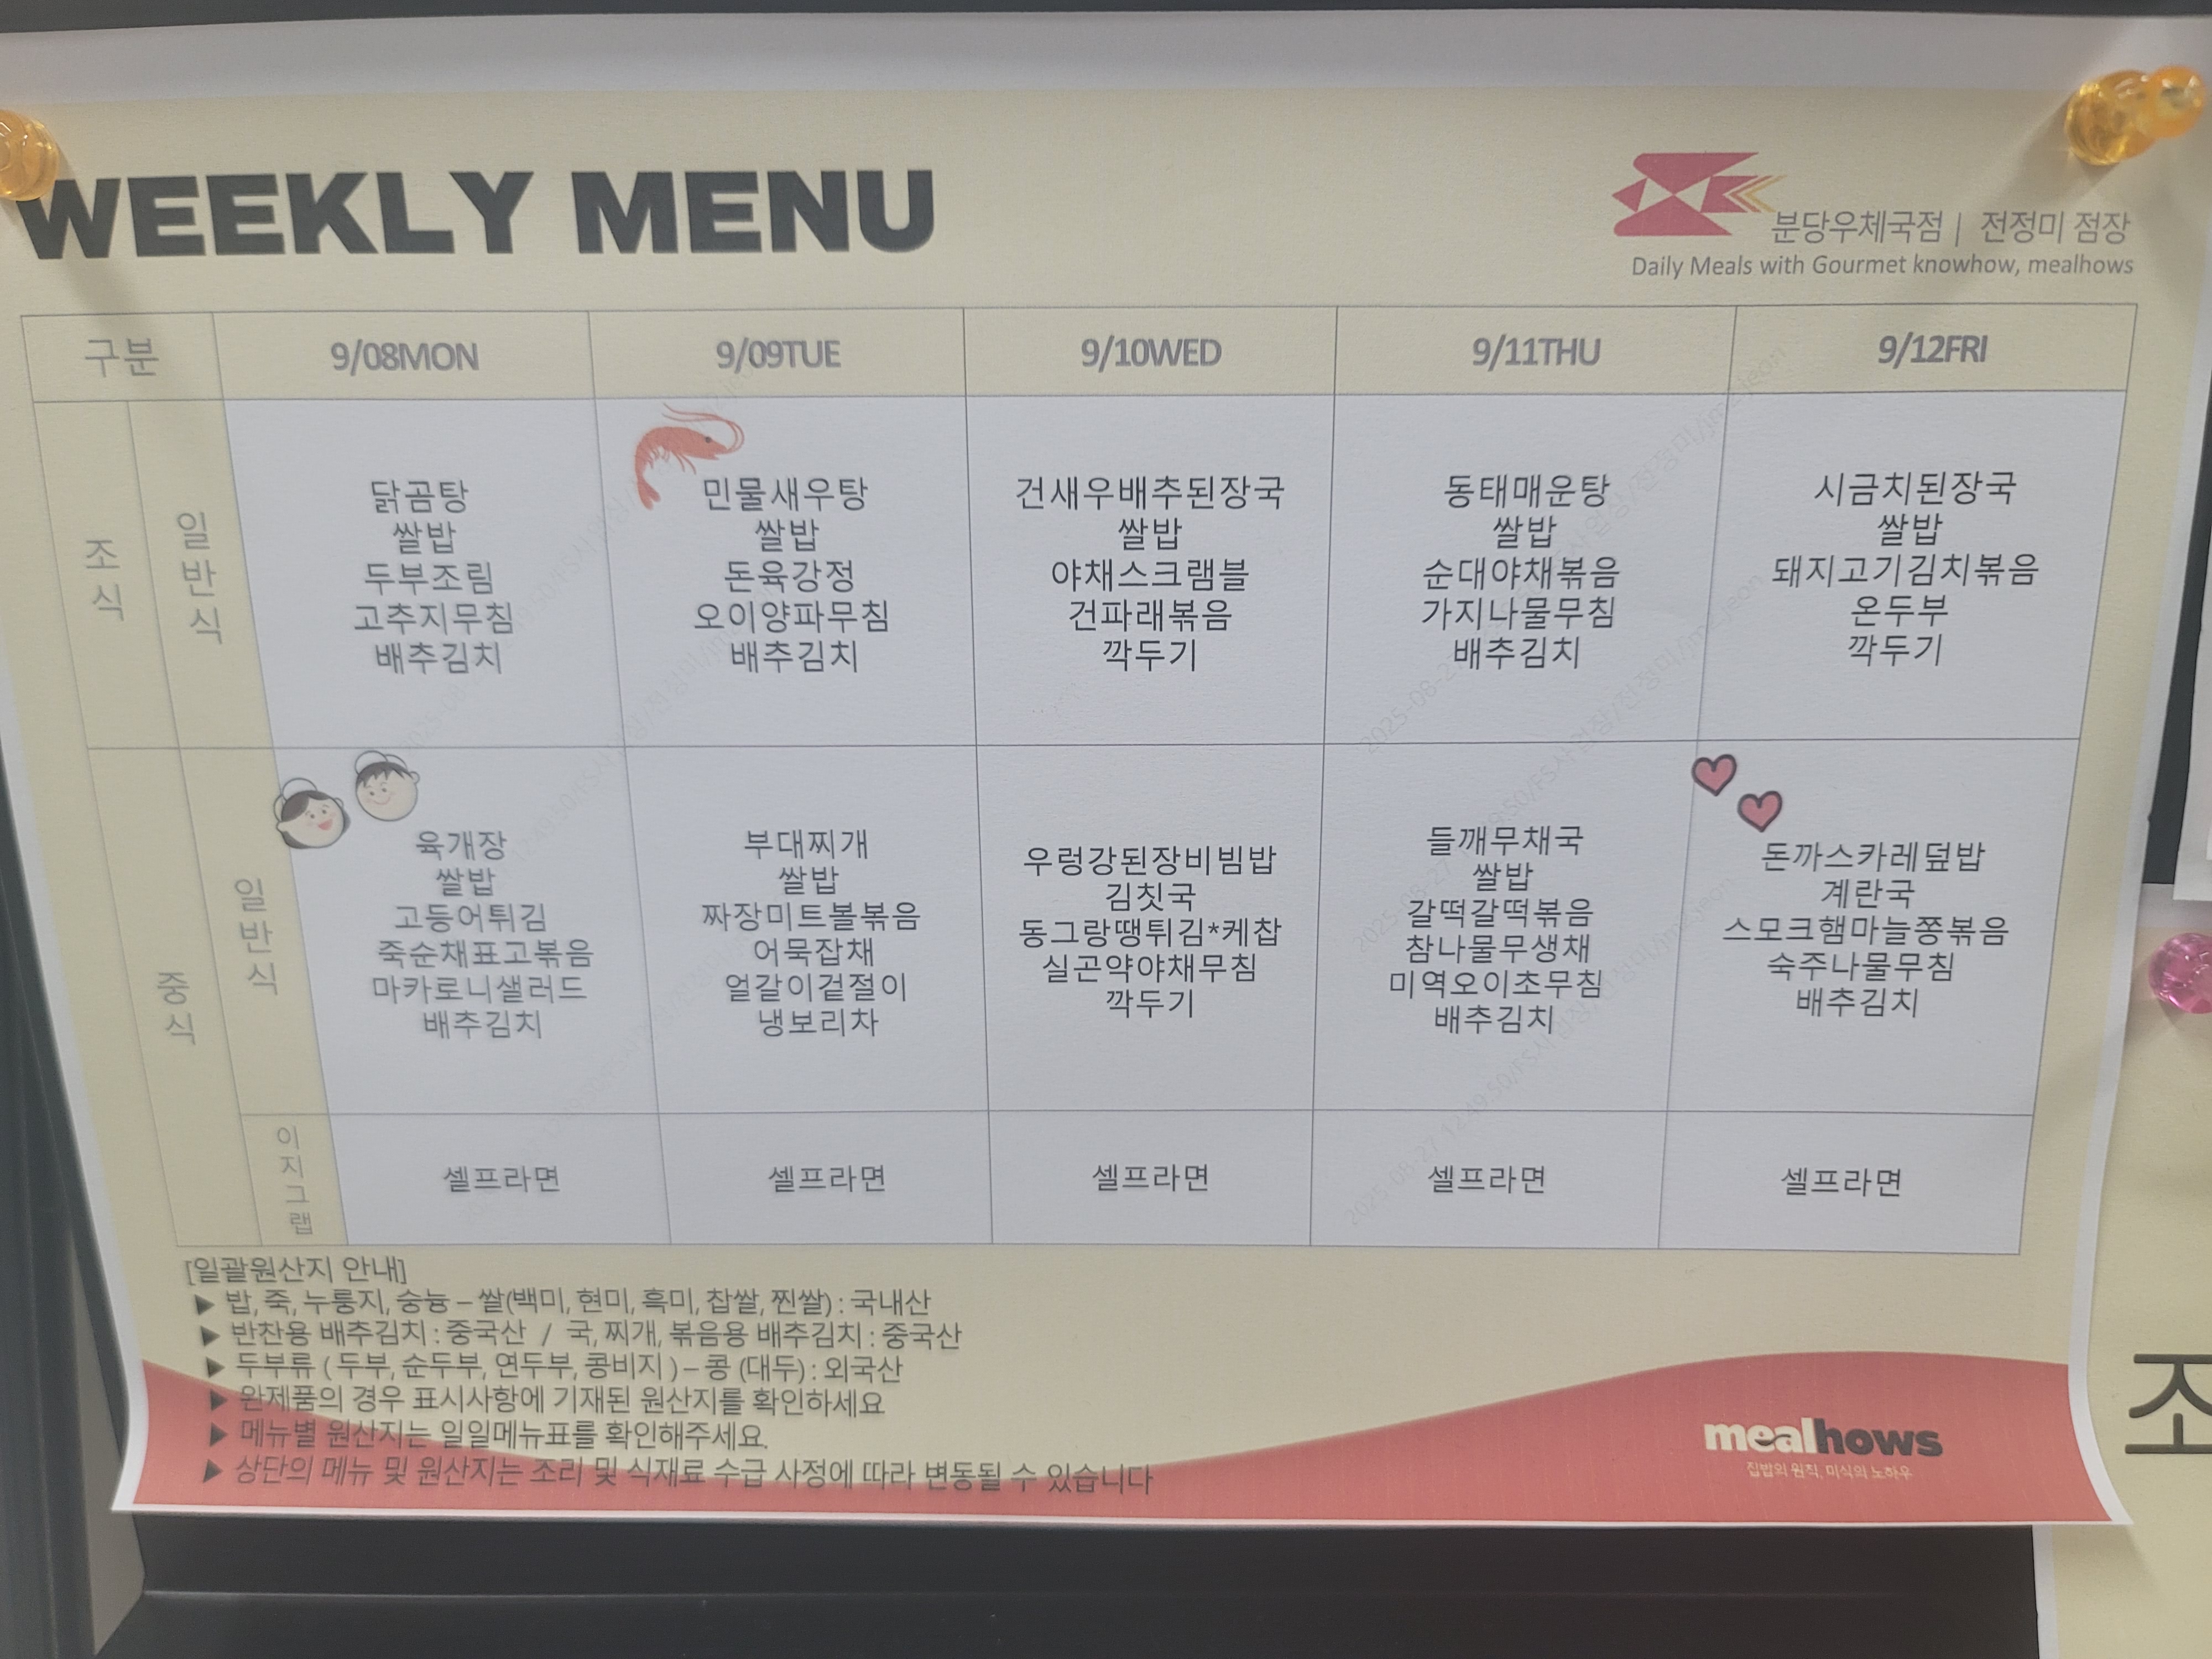 WEEKLY MENU
분당우체국점 | 전정미 점장
Daily Meals with Gourmet knowhow, mealhows
구분 9/08MON 9/09TUE 9/10WED 9/11THU 9/12FRI
조식
일반식
닭곰탕
쌀밥
두부조림
고추지무침
배추김치
민물새우탕
쌀밥
돈육강정
오이양파무침
배추김치
건새우배추된장국
쌀밥
야채스크램블
건파래볶음
깍두기
동태매운탕
쌀밥
순대야채볶음
가지나물무침
배추김치
시금치된장국
쌀밥
돼지고기김치볶음
온두부
깍두기
중식
일반식
육개장
쌀밥
고등어튀김
죽순채표고볶음
마카로니샐러드
배추김치
부대찌개
쌀밥
짜장미트볼볶음
어묵잡채
얼갈이겉절이
냉보리차
우렁강된장비빔밥
김칫국
동그랑땡튀김*케찹
실곤약야채무침
깍두기
들깨무채국
쌀밥
갈떡갈떡볶음
참나물무생채
미역오이초무침
배추김치
돈까스카레덮밥
계란국
스모크햄마늘쫑볶음
숙주나물무침
배추김치
이지그랩
셀프라면 셀프라면 셀프라면 셀프라면 셀프라면
[일괄원산지 안내]
▶ 밥, 죽, 누룽지, 숭늉 – 쌀(백미, 현미, 흑미, 찹쌀, 찐쌀) : 국내산
▶ 반찬용 배추김치 : 중국산 / 국, 찌개, 볶음용 배추김치 : 중국산
▶ 두부류 ( 두부, 순두부, 연두부, 콩비지 ) – 콩 (대두) : 외국산
▶ 완제품의 경우 표시사항에 기재된 원산지를 확인하세요
▶ 메뉴별 원산지는 일일메뉴표를 확인해주세요.
▶ 상단의 메뉴 및 원산지는 조리 및 식재료 수급 사정에 따라 변동될 수 있습니다
mealhows
집밥의 원칙, 미식의 노하우
조